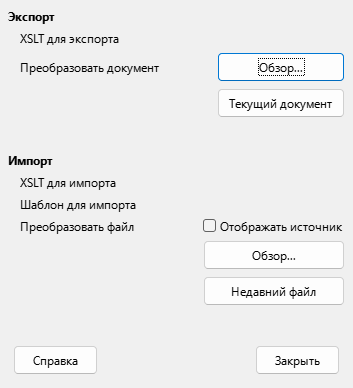 Экспорт
XSLT для экспорта
Преобразовать документ Обзор...
Текущий документ
Импорт
XSLT для импорта
Шаблон для импорта
Преобразовать файл Отображать источник
Обзор...
Недавний файл
Справка Закрыть